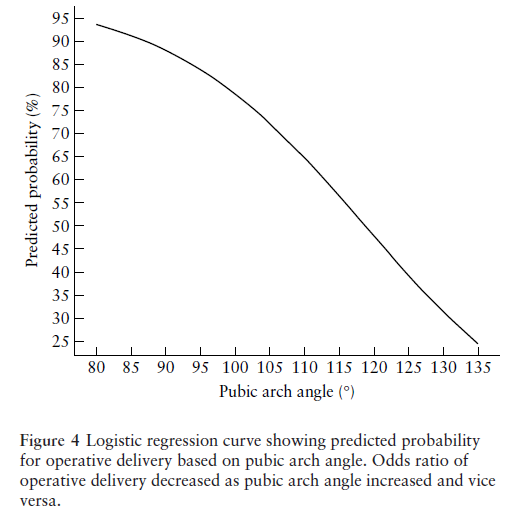 95
90
85
80
75
70
65
60
55
50
45
40
35
30
25
Predicted probability (%)
80 85 90 95 100 105 110 115 120 125 130 135
Pubic arch angle (°)
Figure 4 Logistic regression curve showing predicted probability
for operative delivery based on pubic arch angle. Odds ratio of
operative delivery decreased as pubic arch angle increased and vice
versa.